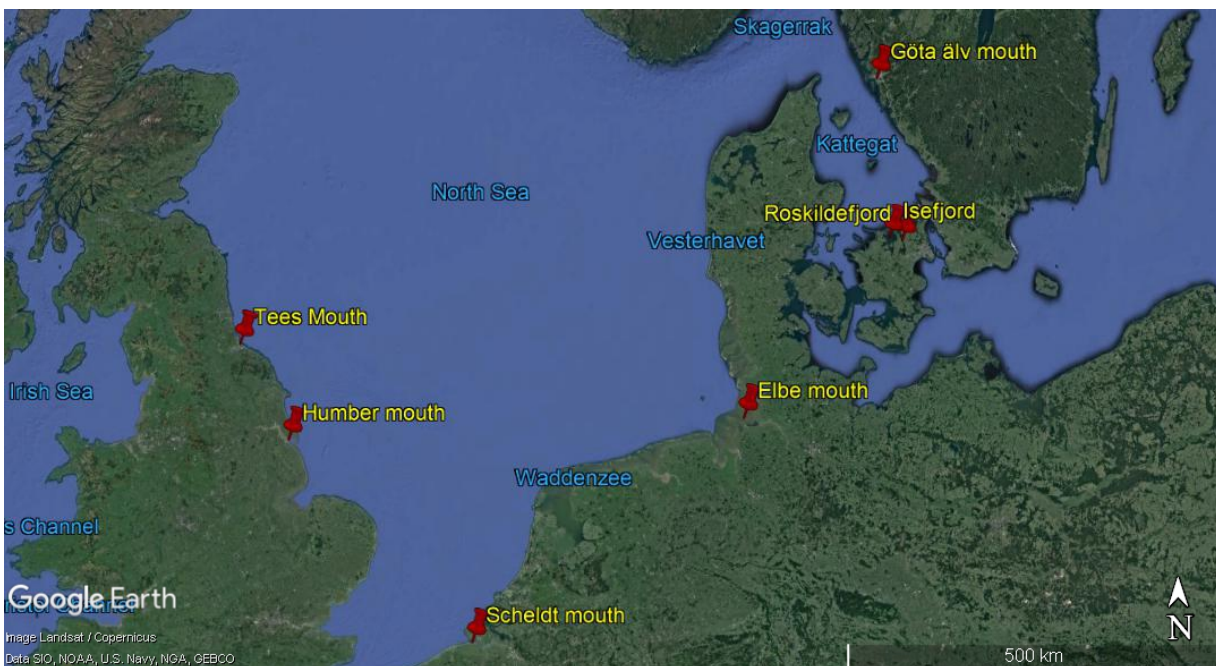 Skagerrak
Göta älv mouth
Kattegat
North Sea
Roskildefjord
Isefjord
Vesterhavet
Tees Mouth
Irish Sea
Elbe mouth
Humber mouth
Waddenzee
s Channel
Google Earth
Channel
Scheldt mouth
Image Landsat / Copernicus
N
Data SIO, NOAA, U.S. Navy, NGA, GEBCO
500 km